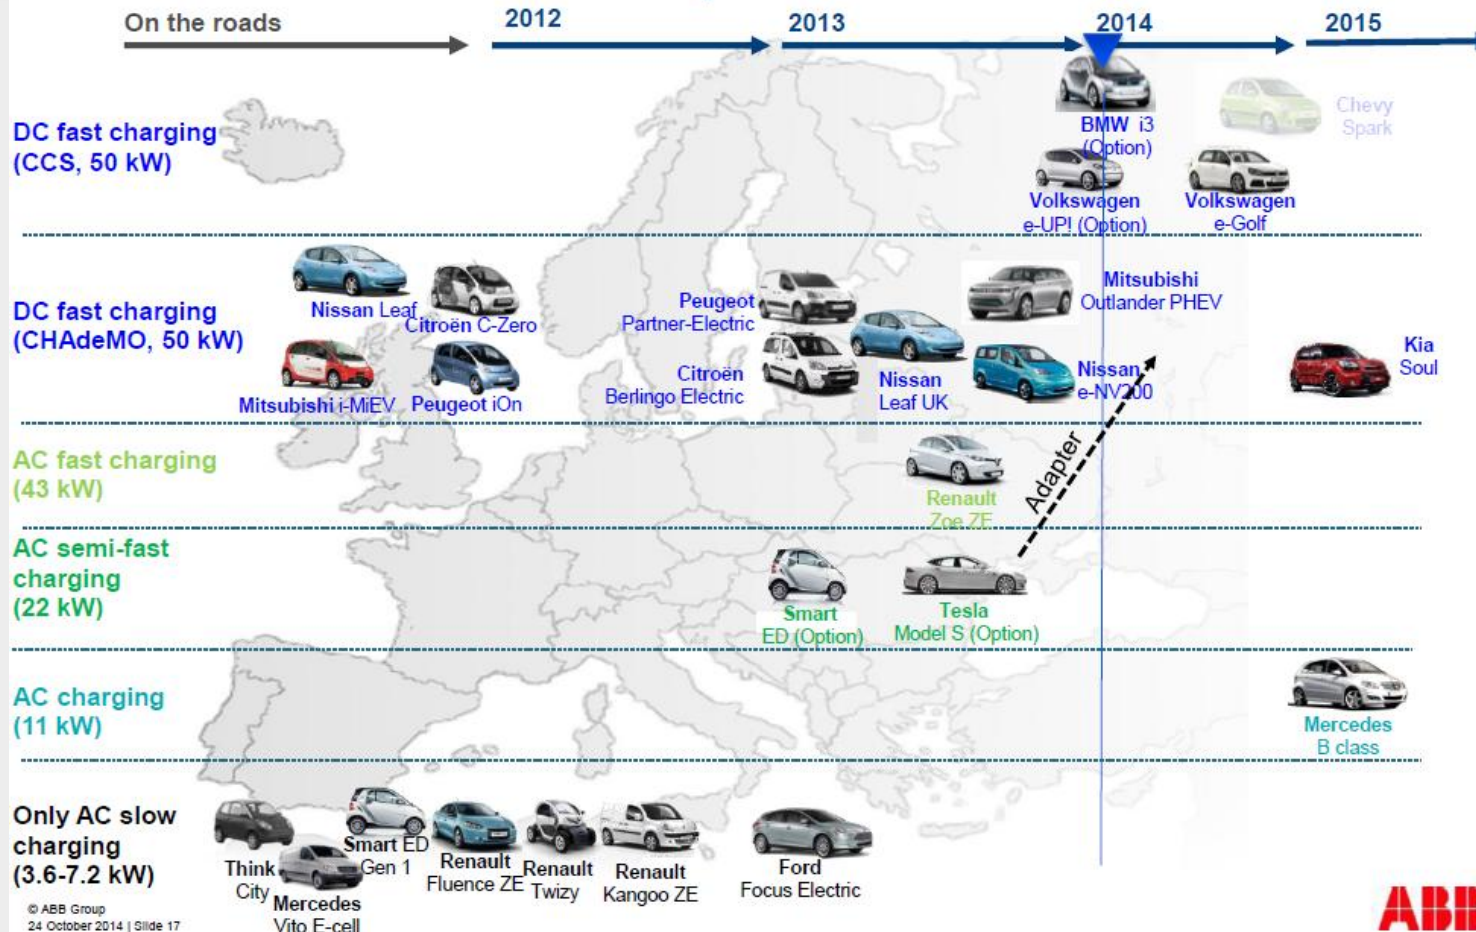 On the roads
2012
2013
2014
2015
DC fast charging
(CCS, 50 kW)
BMW i3
(Option)
Chevy
Spark
Volkswagen
e-UP! (Option)
Volkswagen
e-Golf
DC fast charging
(CHAdeMO, 50 kW)
Nissan Leaf
Citroën C-Zero
Mitsubishi i-MiEV
Peugeot iOn
Peugeot
Partner-Electric
Citroën
Berlingo Electric
Nissan
Leaf UK
Mitsubishi
Outlander PHEV
Nissan
e-NV200
Kia
Soul
AC fast charging
(43 kW)
Renault
Zoe ZE
Adapter
AC semi-fast
charging
(22 kW)
Smart
ED (Option)
Tesla
Model S (Option)
AC charging
(11 kW)
Mercedes
B class
Only AC slow
charging
(3.6-7.2 kW)
Think
City
Mercedes
Vito E-cell
Smart ED
Gen 1
Renault
Fluence ZE
Renault
Twizy
Renault
Kangoo ZE
Ford
Focus Electric
© ABB Group
24 October 2014 | Slide 17
ABB